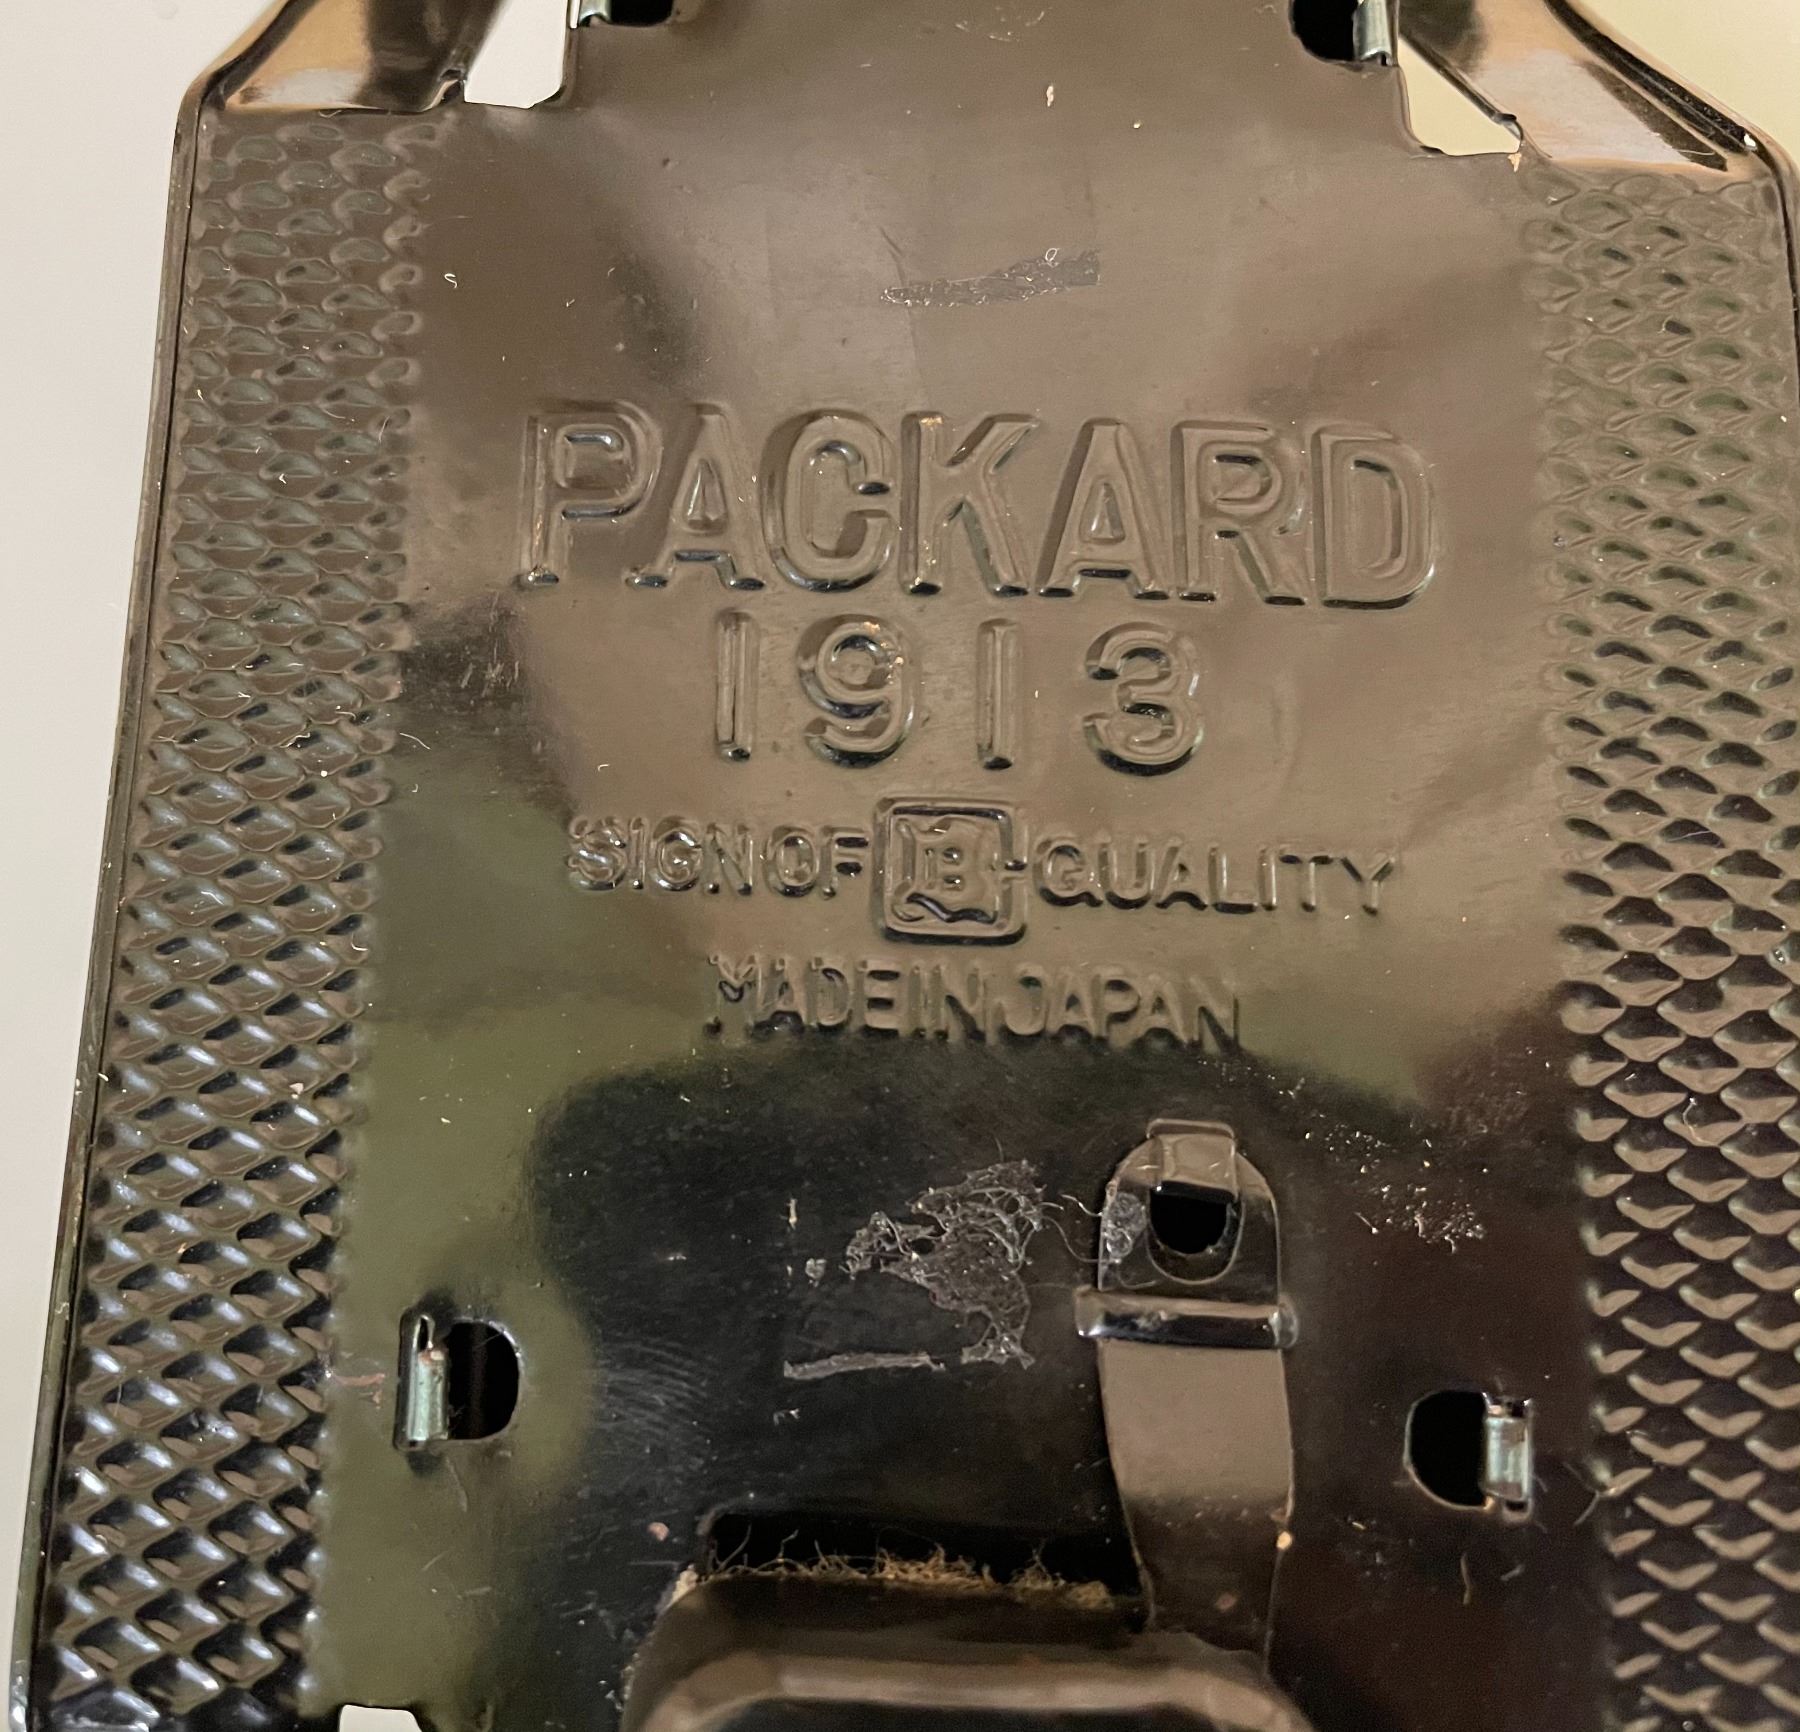 PACKARD
1913
SIGN OF B QUALITY
MADE IN JAPAN